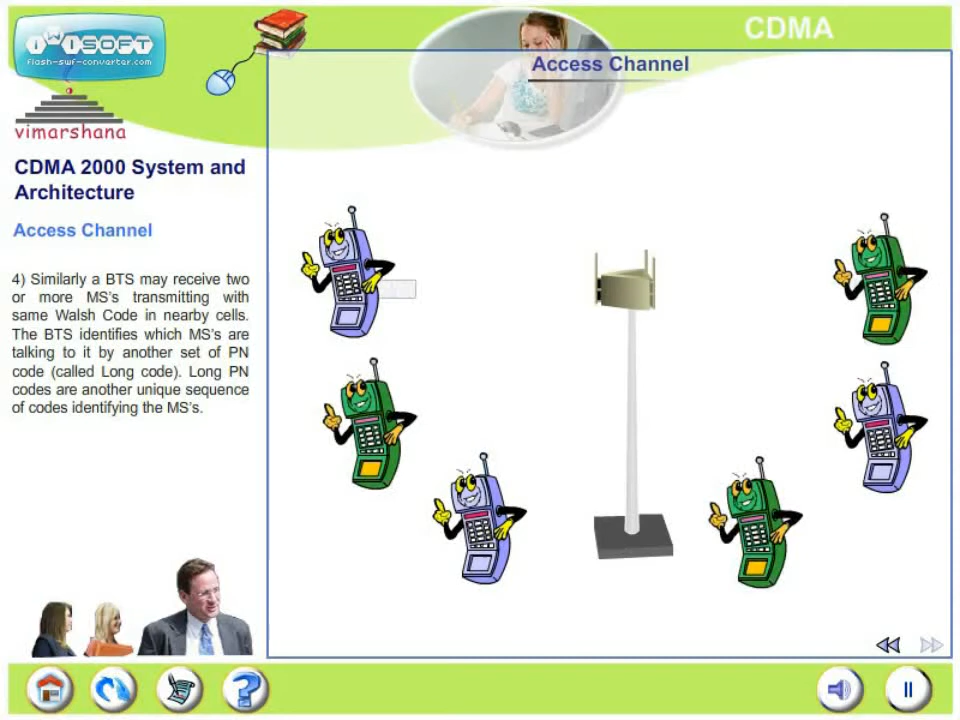 CDMA
iWiSOFT
flash-swf-converter.com
Access Channel
vimarshana
CDMA 2000 System and
Architecture
Access Channel
4) Similarly a BTS may receive two
or more MS's transmitting with
same Walsh Code in nearby cells.
The BTS identifies which MS's are
talking to it by another set of PN
code (called Long code). Long PN
codes are another unique sequence
of codes identifying the MS's.